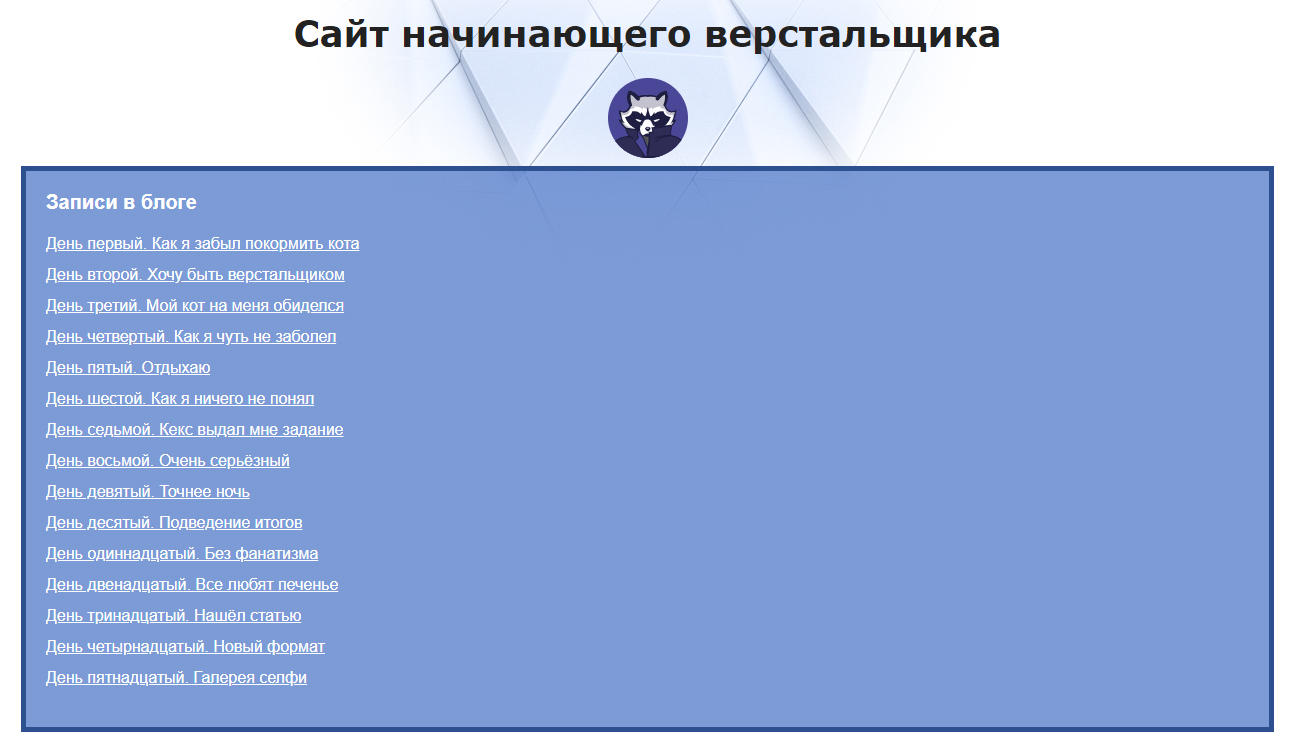 Сайт начинающего верстальщика
Записи в блоге
День первый. Как я забыл покормить кота
День второй. Хочу быть верстальщиком
День третий. Мой кот на меня обиделся
День четвертый. Как я чуть не заболел
День пятый. Отдыхаю
День шестой. Как я ничего не понял
День седьмой. Кекс выдал мне задание
День восьмой. Очень серьёзный
День девятый. Точнее ночь
День десятый. Подведение итогов
День одиннадцатый. Без фанатизма
День двенадцатый. Все любят печенье
День тринадцатый. Нашёл статью
День четырнадцатый. Новый формат
День пятнадцатый. Галерея селфи